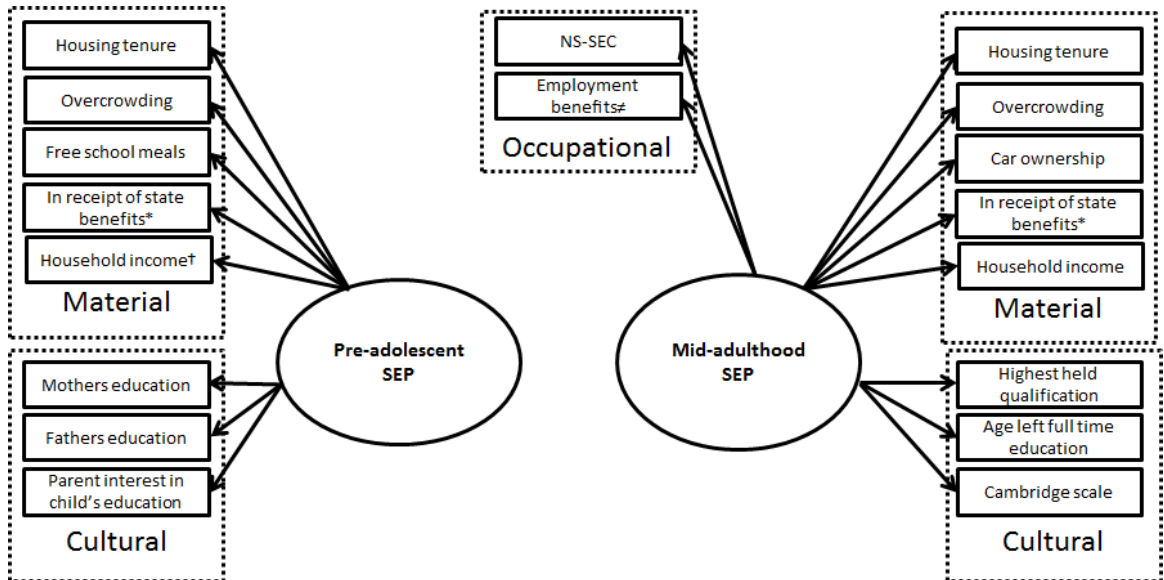 Housing tenure
Overcrowding
Free school meals
In receipt of state
benefits*
Household income†
Material
Mothers education
Fathers education
Parent interest in
child's education
Cultural
Pre-adolescent
SEP
NS-SEC
Employment
benefits≠
Occupational
Mid-adulthood
SEP
Housing tenure
Overcrowding
Car ownership
In receipt of state
benefits*
Household income
Material
Highest held
qualification
Age left full time
education
Cambridge scale
Cultural